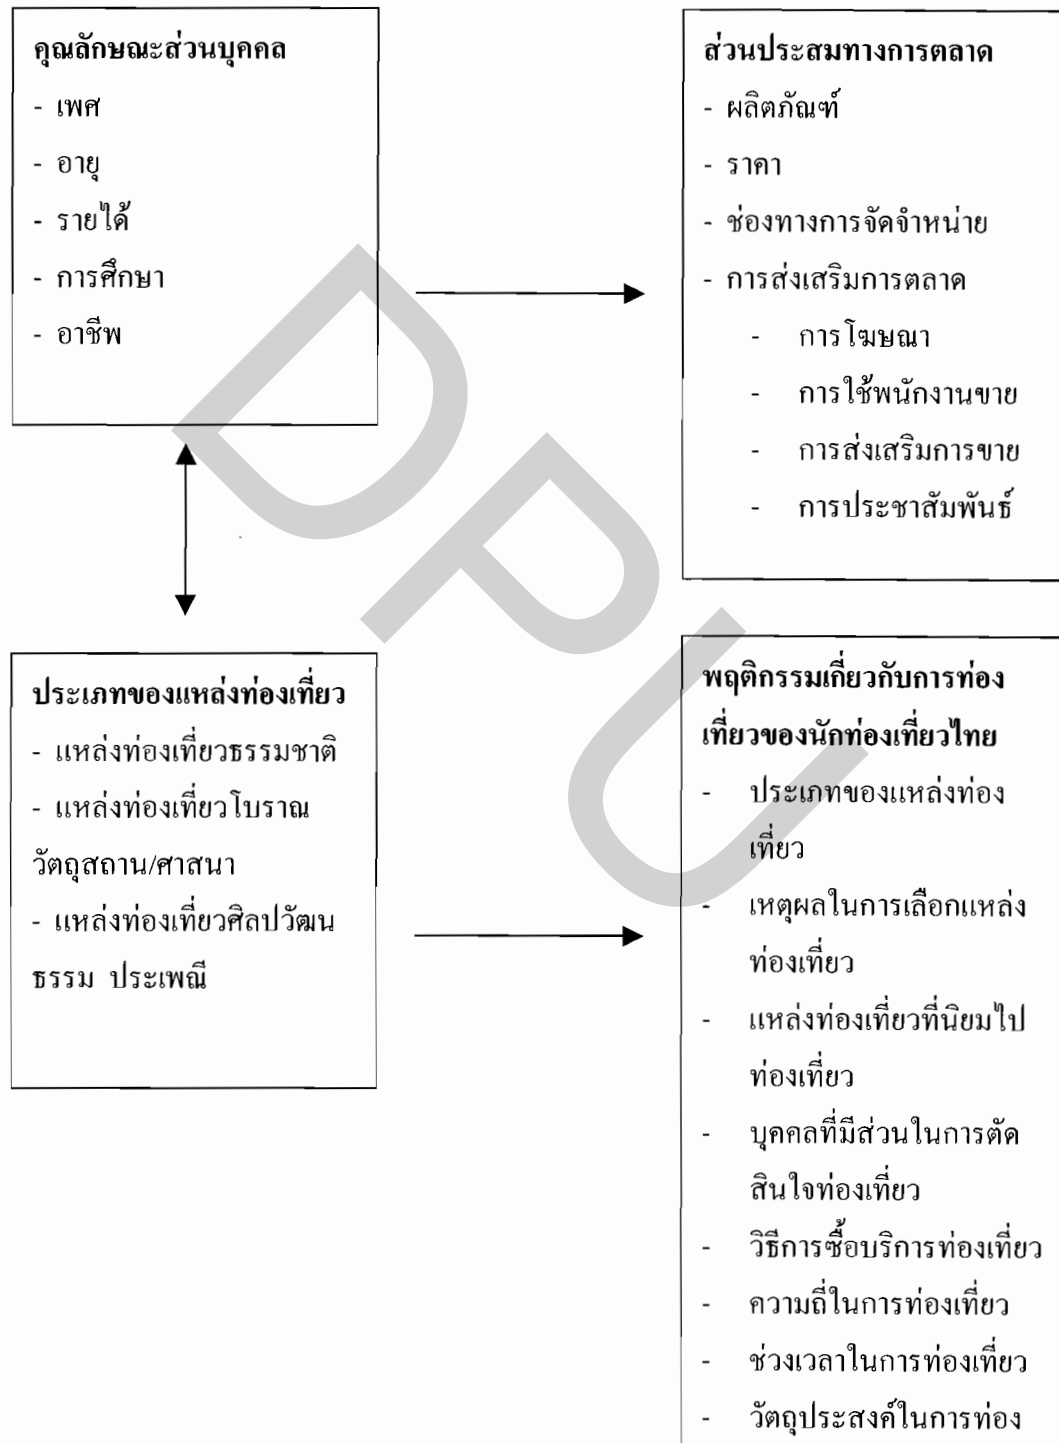 คุณลักษณะส่วนบุคคล
- เพศ
- อายุ
- รายได้
- การศึกษา
- อาชีพ
ส่วนประสมทางการตลาด
- ผลิตภัณฑ์
- ราคา
- ช่องทางการจัดจำหน่าย
- การส่งเสริมการตลาด
- การโฆษณา
- การใช้พนักงานขาย
- การส่งเสริมการขาย
- การประชาสัมพันธ์
ประเภทของแหล่งท่องเที่ยว
- แหล่งท่องเที่ยวธรรมชาติ
- แหล่งท่องเที่ยวโบราณ
วัตถุสถาน/ศาสนา
- แหล่งท่องเที่ยวศิลปวัฒน
ธรรม ประเพณี
พฤติกรรมเกี่ยวกับการท่อง
เที่ยวของนักท่องเที่ยวไทย
- ประเภทของแหล่งท่อง
เที่ยว
- เหตุผลในการเลือกแหล่ง
ท่องเที่ยว
- แหล่งท่องเที่ยวที่นิยมไป
ท่องเที่ยว
- บุคคลที่มีส่วนในการตัด
สินใจท่องเที่ยว
- วิธีการซื้อบริการท่องเที่ยว
- ความถี่ในการท่องเที่ยว
- ช่วงเวลาในการท่องเที่ยว
- วัตถุประสงค์ในการท่อง
DPU